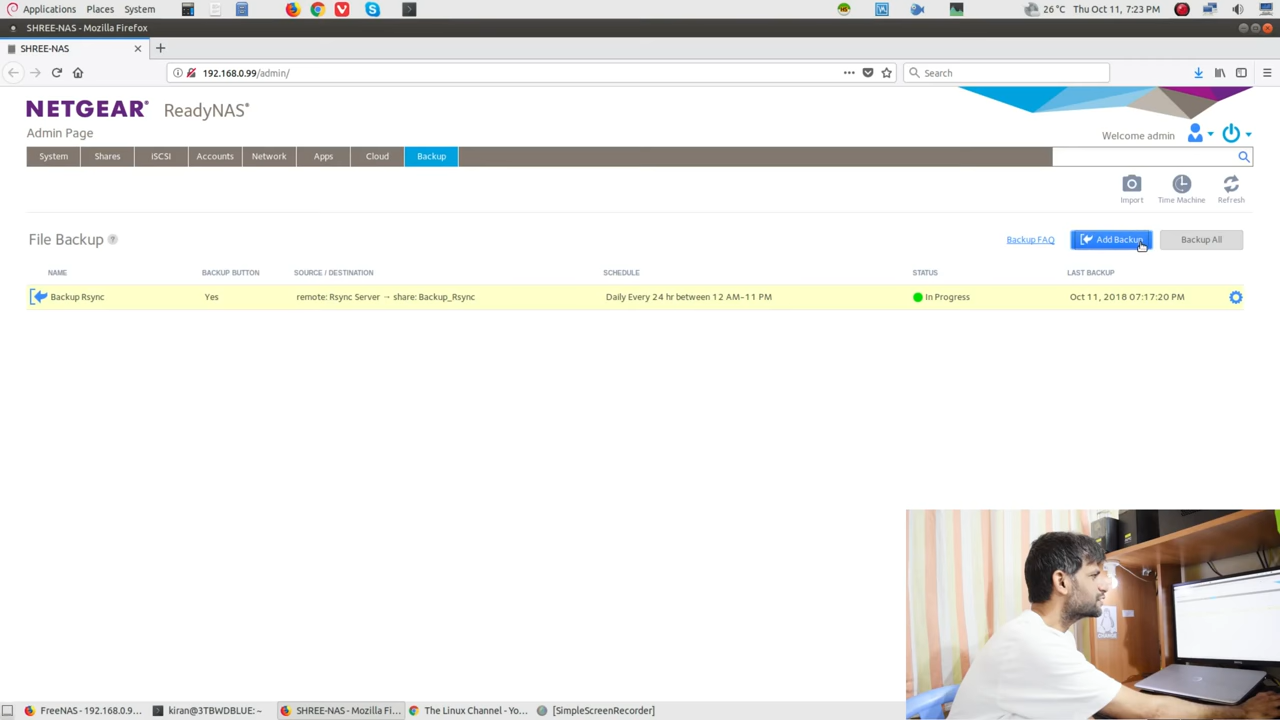 Applications Places System 26 °C Thu Oct 11, 7:23 PM
SHREE-NAS - Mozilla Firefox
SHREE-NAS
192.168.0.99/admin/ Search
NETGEAR® ReadyNAS®
Admin Page
Welcome admin
System Shares iSCSI Accounts Network Apps Cloud Backup
Import Time Machine Refresh
File Backup ? Backup FAQ Add Backup Backup All
NAME BACKUP BUTTON SOURCE / DESTINATION SCHEDULE STATUS LAST BACKUP
Backup Rsync Yes remote: Rsync Server → share: Backup_Rsync Daily Every 24 hr between 12 AM-11 PM In Progress Oct 11, 2018 07:17:20 PM
FreeNAS - 192.168.0.9... kiran@3TBWDBLUE: ~ SHREE-NAS - Mozilla Fi... The Linux Channel - Yo... [SimpleScreenRecorder]